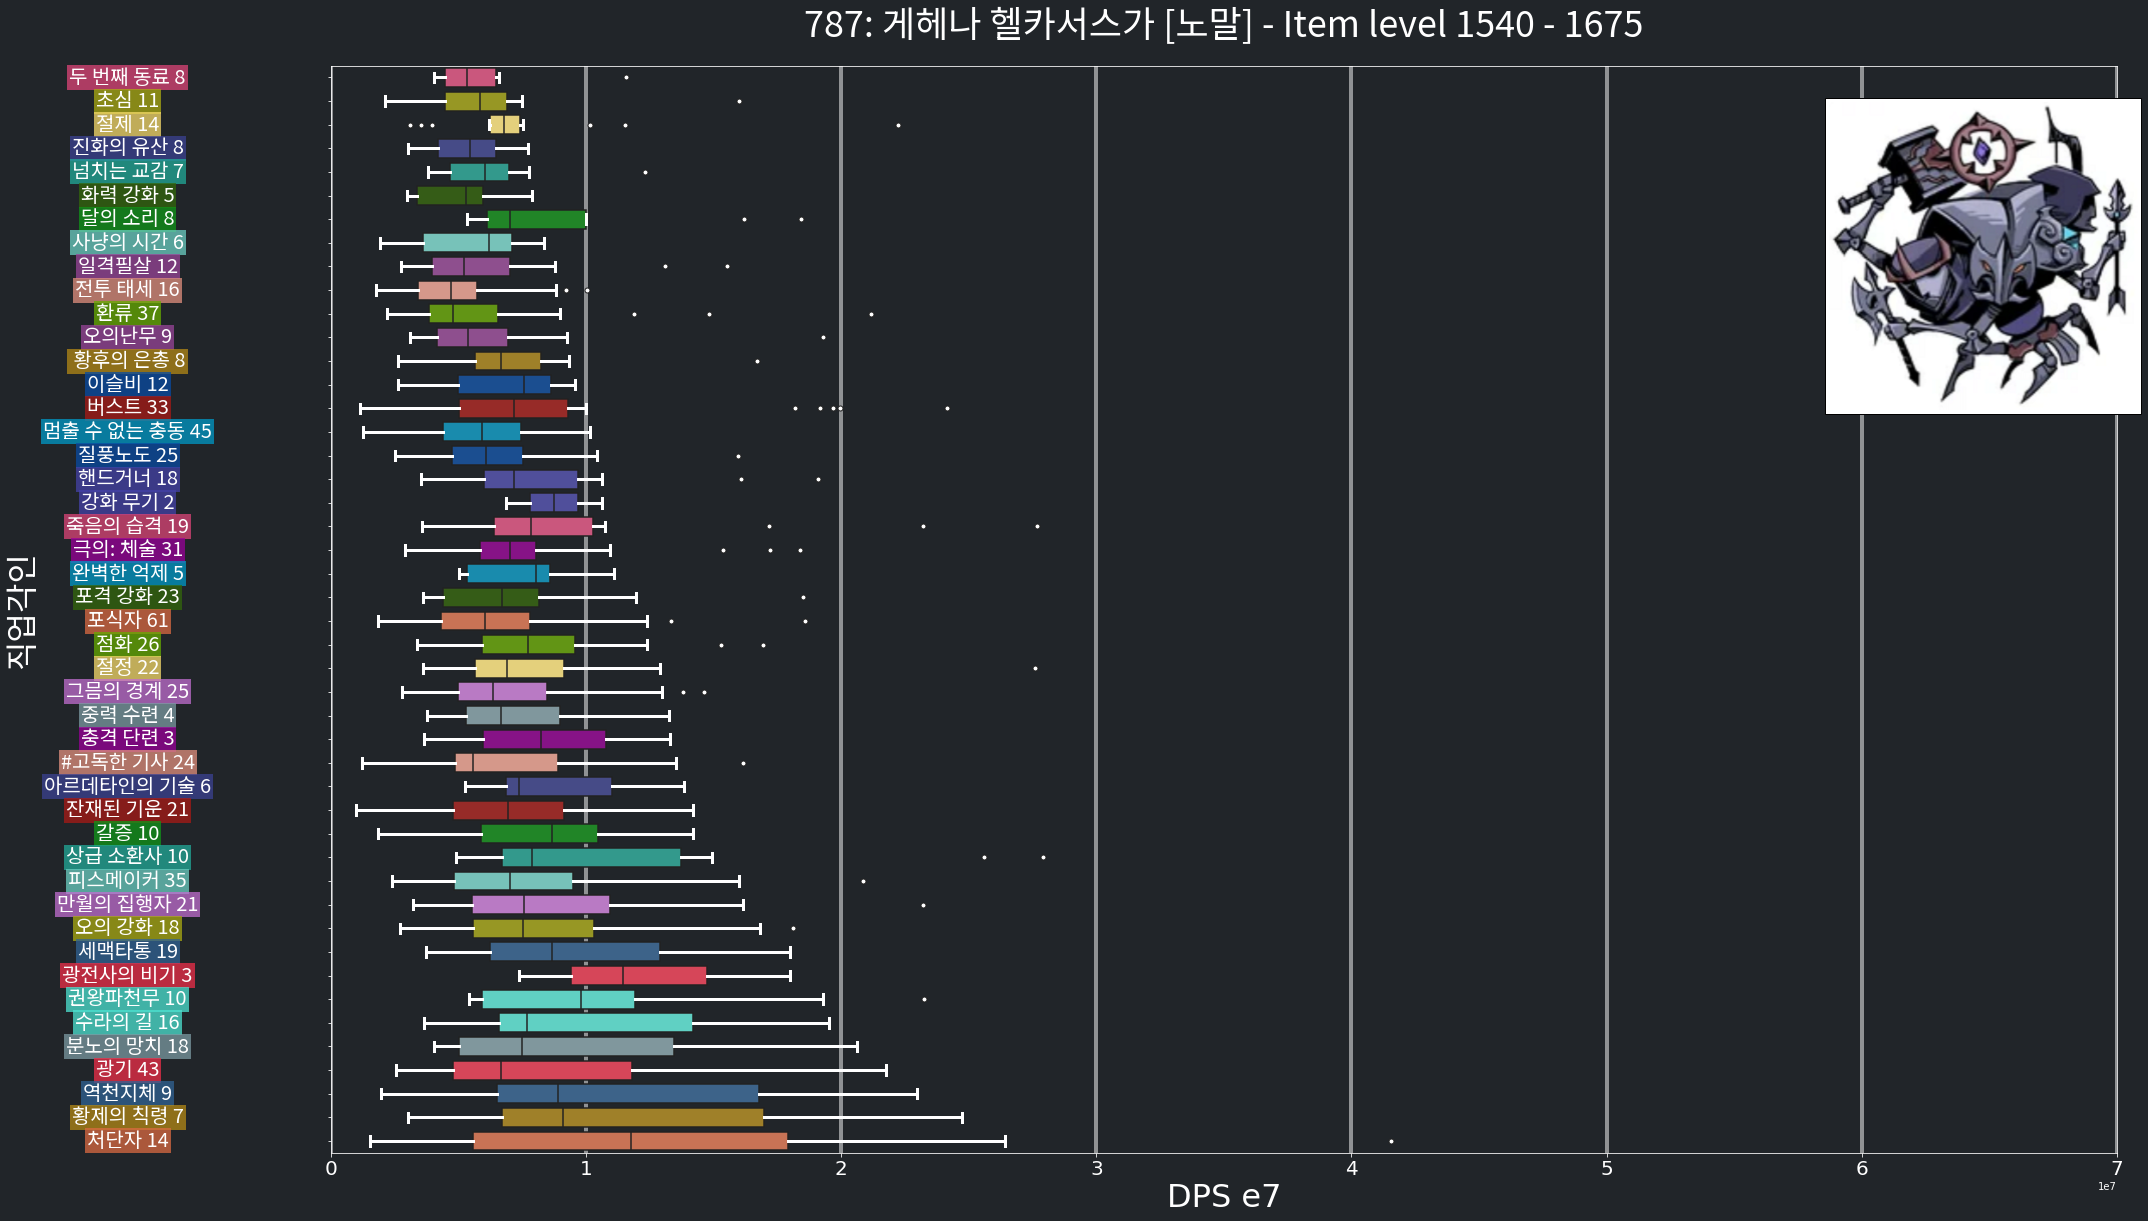 787: 게헤나 헬카서스가 [노말] - Item level 1540 - 1675
직업각인
두 번째 동료 8
초심 11
절제 14
진화의 유산 8
넘치는 교감 7
화력 강화 5
달의 소리 8
사냥의 시간 6
일격필살 12
전투 태세 16
환류 37
오의난무 9
황후의 은총 8
이슬비 12
버스트 33
멈출 수 없는 충동 45
질풍노도 25
핸드거너 18
강화 무기 2
죽음의 습격 19
극의: 체술 31
완벽한 억제 5
포격 강화 23
포식자 61
점화 26
절정 22
그믐의 경계 25
중력 수련 4
충격 단련 3
#고독한 기사 24
아르데타인의 기술 6
잔재된 기운 21
갈증 10
상급 소환사 10
피스메이커 35
만월의 집행자 21
오의 강화 18
세맥타통 19
광전사의 비기 3
권왕파천무 10
수라의 길 16
분노의 망치 18
광기 43
역천지체 9
황제의 칙령 7
처단자 14
0 1 2 3 4 5 6 7
1e7
DPS e7